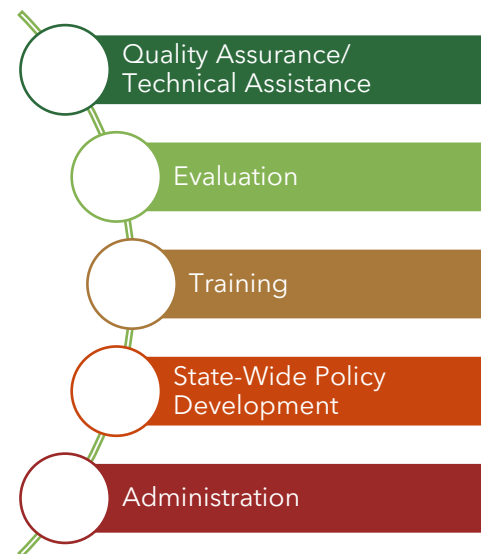 Quality Assurance/
Technical Assistance
Evaluation
Training
State-Wide Policy
Development
Administration